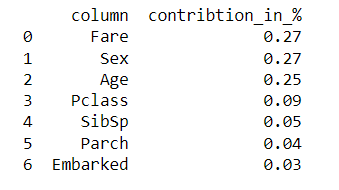 column contribtion_in_%
0 Fare 0.27
1 Sex 0.27
2 Age 0.25
3 Pclass 0.09
4 SibSp 0.05
5 Parch 0.04
6 Embarked 0.03